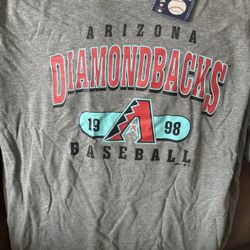 ARIZONA
DIAMONDBACKS
19 A 98
BASEBALL